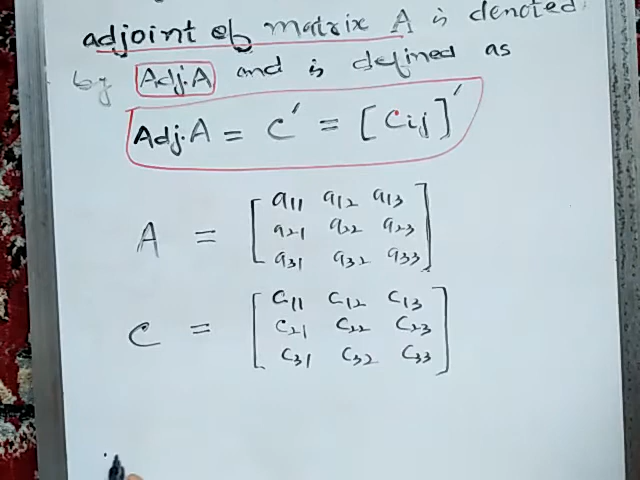 adjoint of matrix A is denoted
by Adj.A and is defined as
Adj.A = C' = [Cij]'
A = [a11 a12 a13
a21 a22 a23
a31 a32 a33]
C = [C11 C12 C13
C21 C22 C23
C31 C32 C33]